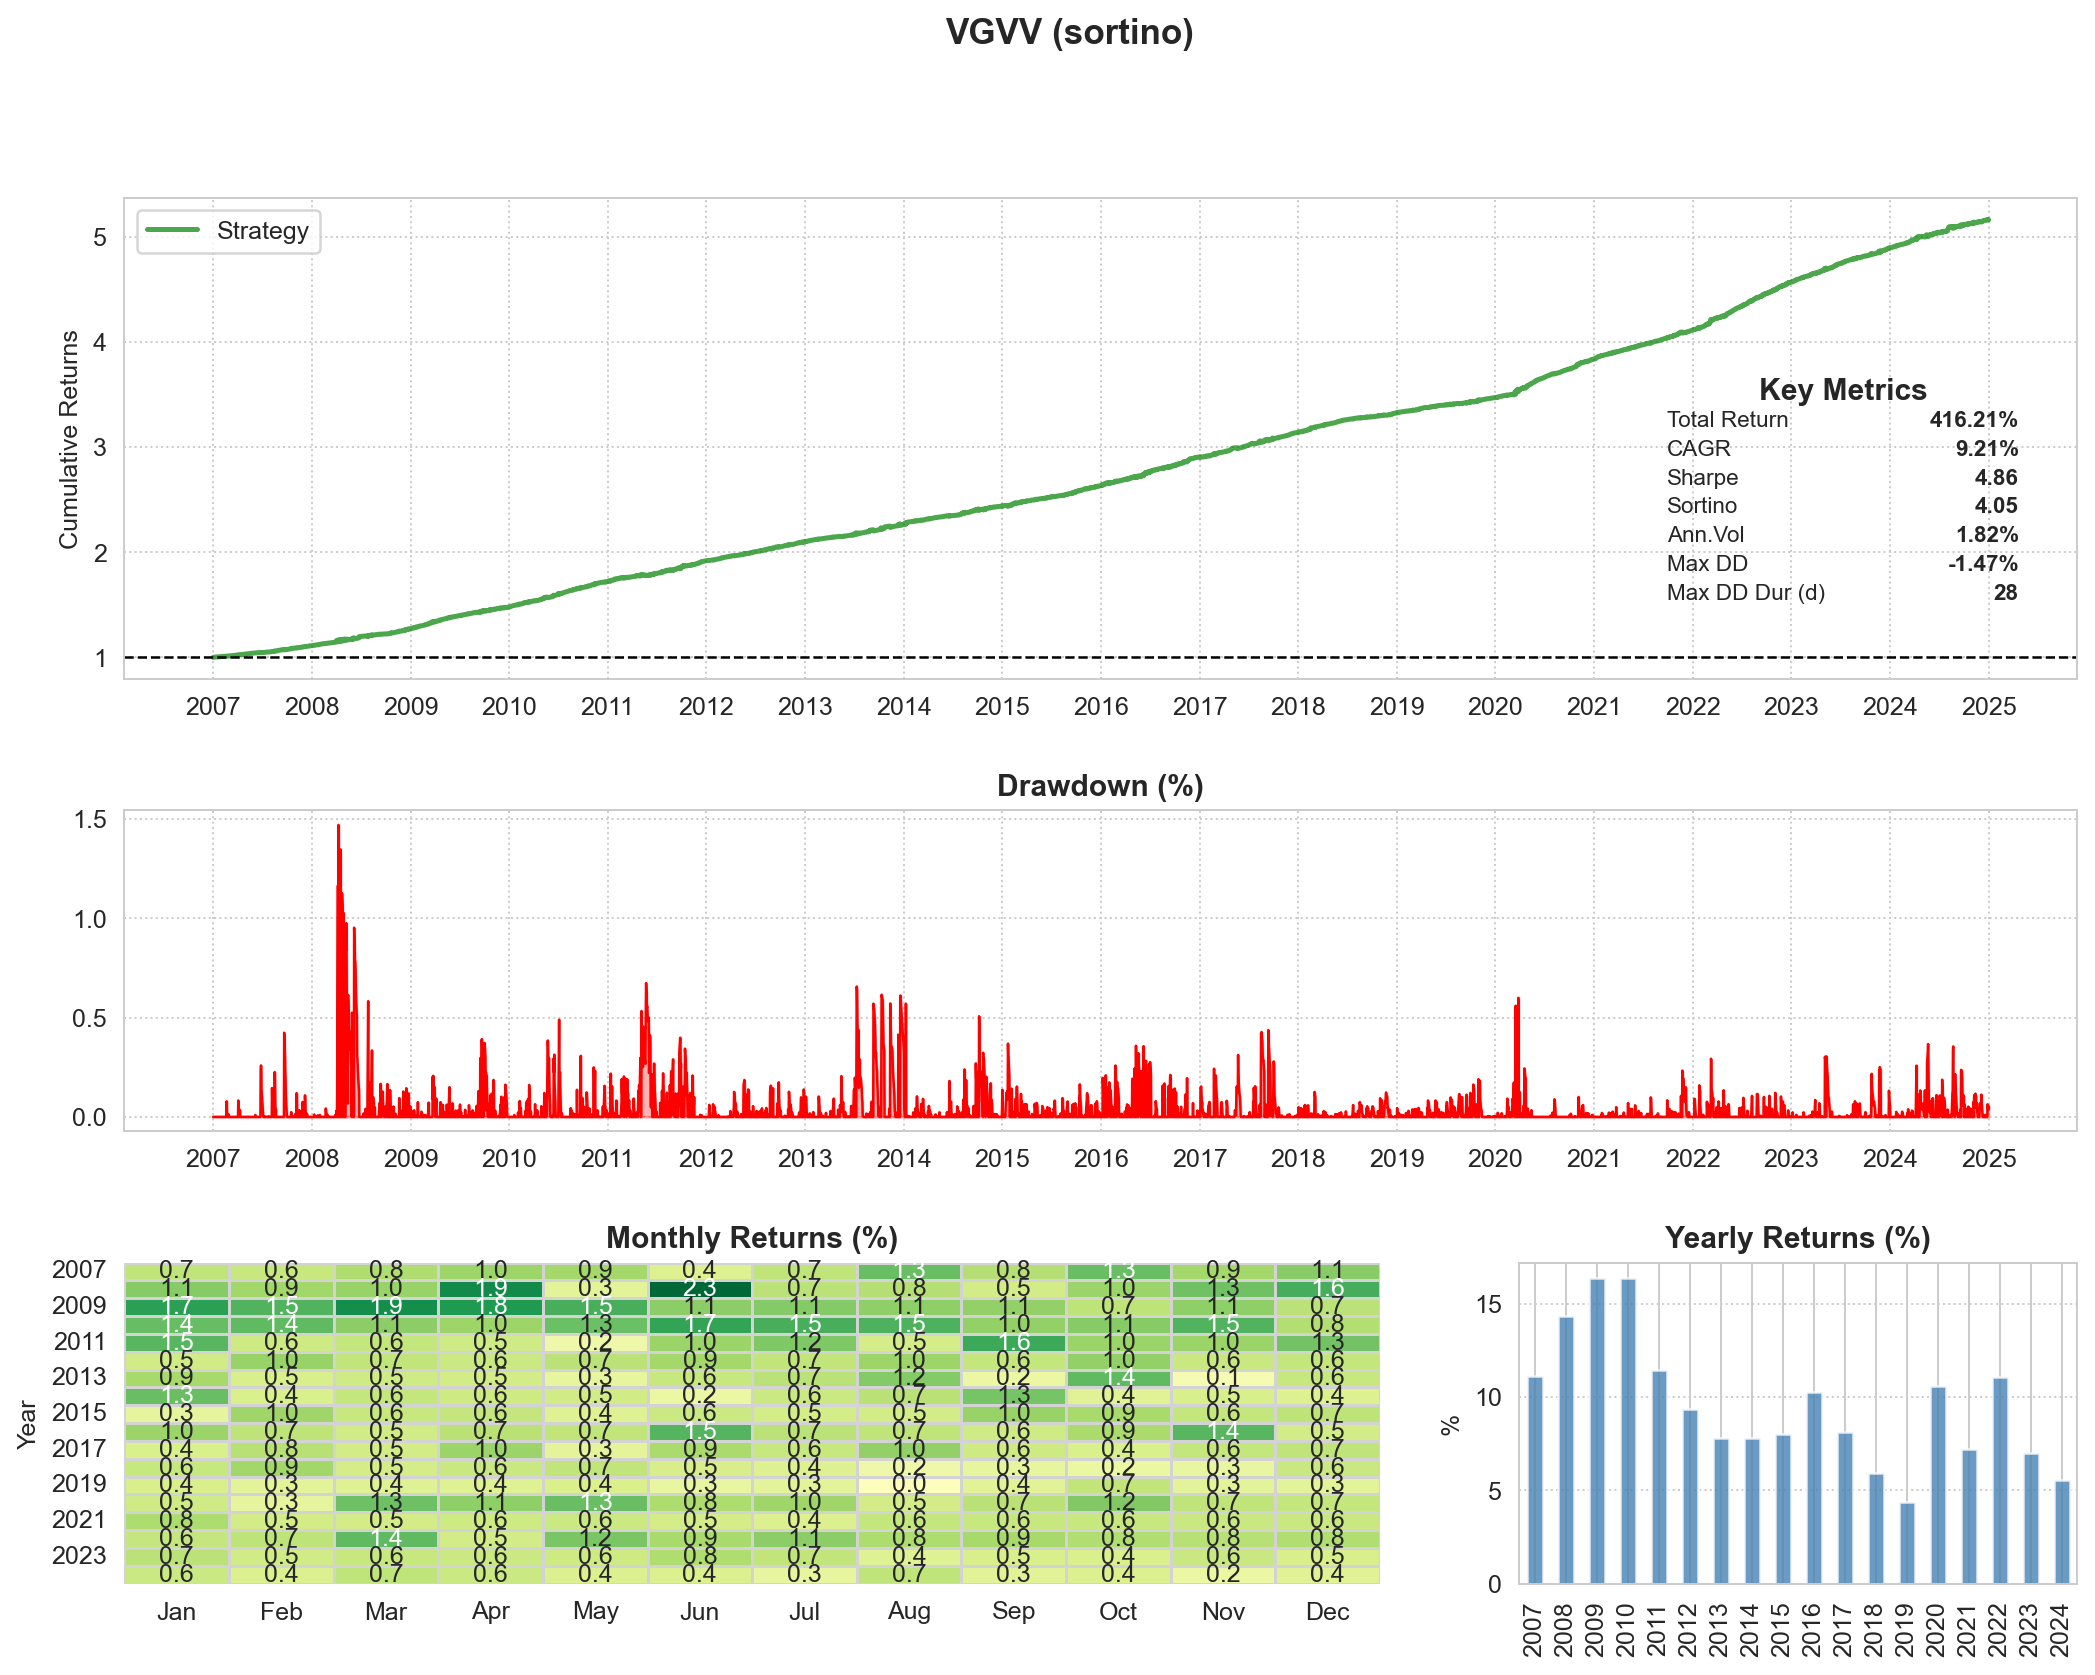 VGVV (sortino)
Strategy
Cumulative Returns
5
4
3
2
1
Key Metrics
Total Return 416.21%
CAGR 9.21%
Sharpe 4.86
Sortino 4.05
Ann.Vol 1.82%
Max DD -1.47%
Max DD Dur (d) 28
2007 2008 2009 2010 2011 2012 2013 2014 2015 2016 2017 2018 2019 2020 2021 2022 2023 2024 2025
Drawdown (%)
1.5
1.0
0.5
0.0
2007 2008 2009 2010 2011 2012 2013 2014 2015 2016 2017 2018 2019 2020 2021 2022 2023 2024 2025
Monthly Returns (%)
Year
2007 0.7 0.6 0.8 1.0 0.9 0.4 0.7 1.3 0.8 1.3 0.9 1.1
1.1 0.9 1.0 1.9 0.3 2.3 0.7 0.8 0.5 1.0 1.3 1.6
2009 1.7 1.5 1.9 1.8 1.5 1.1 1.1 1.1 1.1 0.7 1.1 0.7
1.4 1.4 1.1 1.0 1.3 1.7 1.5 1.5 1.0 1.1 1.5 0.8
2011 1.5 0.6 0.6 0.5 0.2 1.0 1.2 0.5 1.6 1.0 1.0 1.3
0.5 1.0 0.7 0.6 0.7 0.9 0.7 1.0 0.6 1.0 0.6 0.6
2013 0.9 0.5 0.5 0.5 0.3 0.6 0.7 1.2 0.2 1.4 0.1 0.6
1.3 0.4 0.6 0.6 0.5 0.2 0.6 0.7 1.3 0.4 0.5 0.4
2015 0.3 1.0 0.6 0.6 0.4 0.6 0.5 0.5 1.0 0.9 0.6 0.7
1.0 0.7 0.5 0.7 0.7 1.5 0.7 0.7 0.6 0.9 1.4 0.5
2017 0.4 0.8 0.5 1.0 0.3 0.9 0.6 1.0 0.6 0.4 0.6 0.7
0.6 0.9 0.5 0.6 0.7 0.5 0.4 0.2 0.3 0.2 0.3 0.6
2019 0.4 0.3 0.4 0.4 0.4 0.3 0.3 0.0 0.4 0.7 0.3 0.3
0.5 0.3 1.3 1.1 1.3 0.8 1.0 0.5 0.7 1.2 0.7 0.7
2021 0.8 0.5 0.5 0.6 0.6 0.5 0.4 0.6 0.6 0.6 0.6 0.6
0.6 0.7 1.4 0.5 1.2 0.9 1.1 0.8 0.9 0.8 0.8 0.8
2023 0.7 0.5 0.6 0.6 0.6 0.8 0.7 0.4 0.5 0.4 0.6 0.5
0.6 0.4 0.7 0.6 0.4 0.4 0.3 0.7 0.3 0.4 0.2 0.4
Jan Feb Mar Apr May Jun Jul Aug Sep Oct Nov Dec
Yearly Returns (%)
%
15
10
5
0
2007 2008 2009 2010 2011 2012 2013 2014 2015 2016 2017 2018 2019 2020 2021 2022 2023 2024